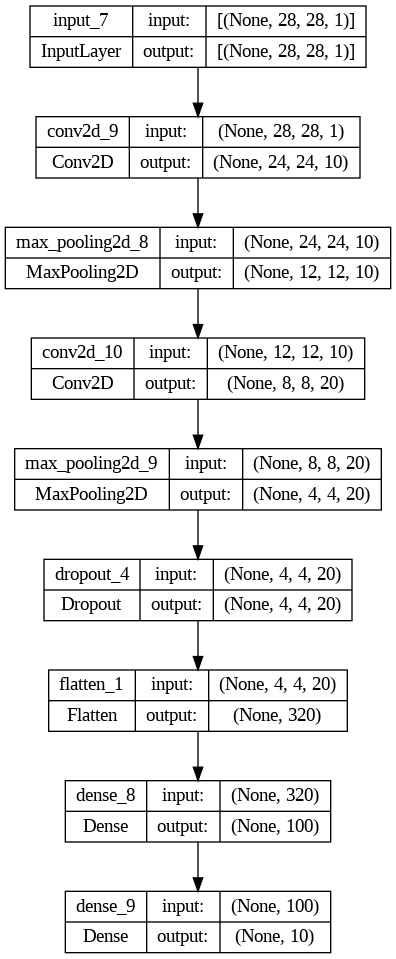 input_7 input: [(None, 28, 28, 1)]
InputLayer output: [(None, 28, 28, 1)]
conv2d_9 input: (None, 28, 28, 1)
Conv2D output: (None, 24, 24, 10)
max_pooling2d_8 input: (None, 24, 24, 10)
MaxPooling2D output: (None, 12, 12, 10)
conv2d_10 input: (None, 12, 12, 10)
Conv2D output: (None, 8, 8, 20)
max_pooling2d_9 input: (None, 8, 8, 20)
MaxPooling2D output: (None, 4, 4, 20)
dropout_4 input: (None, 4, 4, 20)
Dropout output: (None, 4, 4, 20)
flatten_1 input: (None, 4, 4, 20)
Flatten output: (None, 320)
dense_8 input: (None, 320)
Dense output: (None, 100)
dense_9 input: (None, 100)
Dense output: (None, 10)